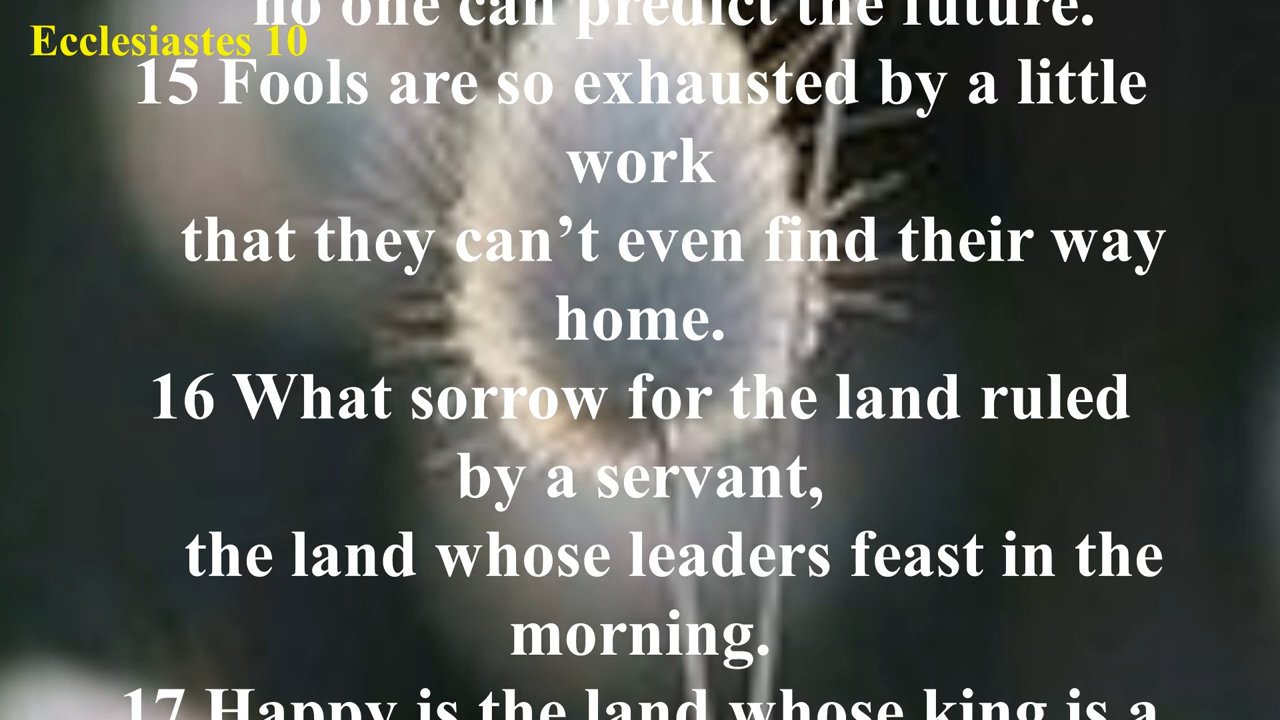 no one can predict the future.
Ecclesiastes 10
15 Fools are so exhausted by a little
work
that they can’t even find their way
home.
16 What sorrow for the land ruled
by a servant,
the land whose leaders feast in the
morning.
17 Happy is the land whose king is a